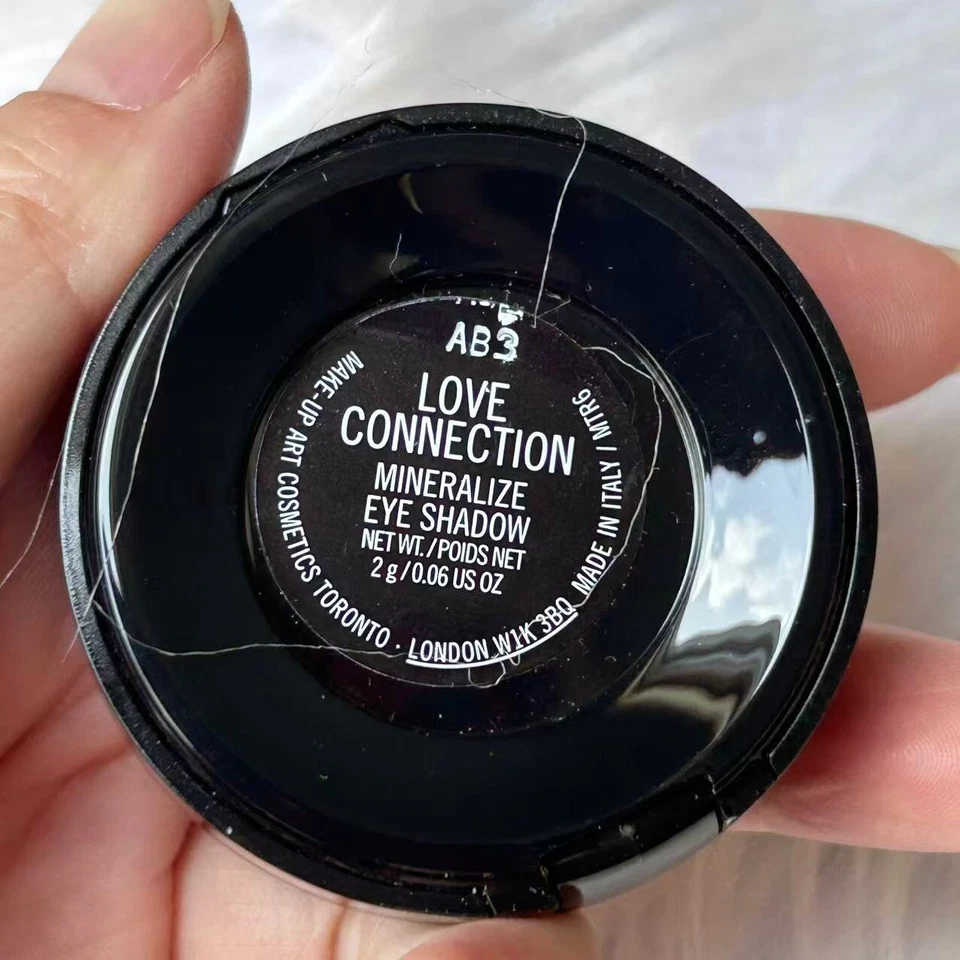 AB3
LOVE
CONNECTION
MINERALIZE
EYE SHADOW
NET WT./POIDS NET
2 g/0.06 US OZ
MAKE-UP ART COSMETICS TORONTO · LONDON W1K 3BQ MADE IN ITALY / MTR6